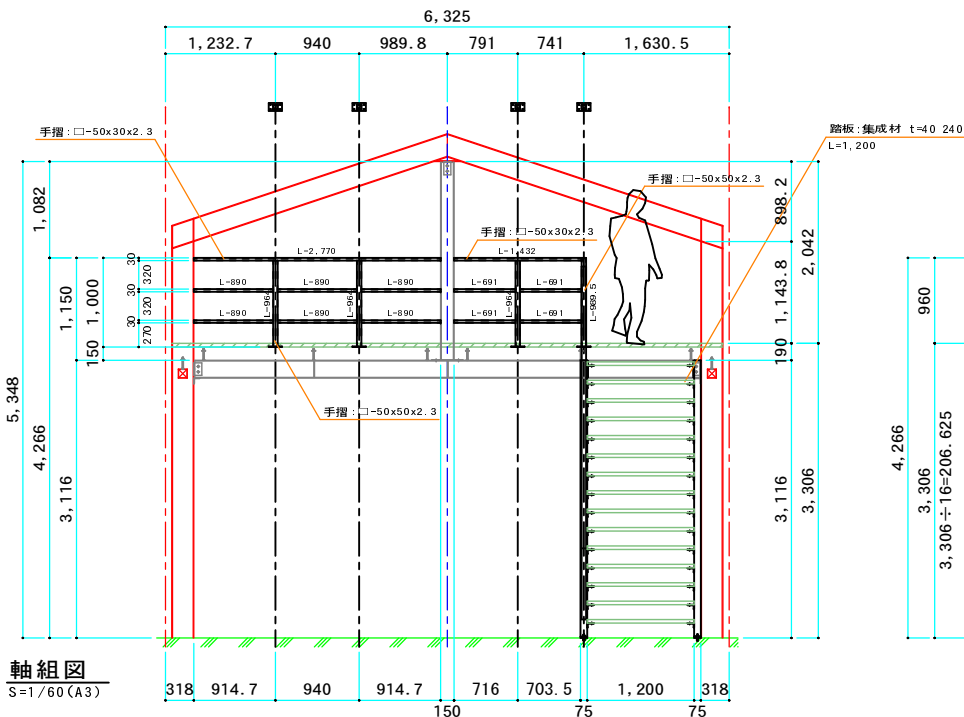 6,325
1,232.7 940 989.8 791 741 1,630.5
手摺:□-50x30x2.3
踏板:集成材 t=40 240
L=1,200
手摺:□-50x50x2.3
手摺:□-50x30x2.3
L-2,770
L-1,432
L-890 L-890 L-890 L-691 L-691
L-890 L-890 L-890 L-691 L-691
L-964
L-964
L-964
L-989.5
手摺:□-50x50x2.3
5,348
1,082
4,266
1,150
3,116
1,000
150
30
320
30
320
30
270
898.2
1,143.8
190
3,116
2,042
3,306
4,266
960
3,306
3,306÷16=206.625
軸組図
S=1/60(A3)
318 914.7 940 914.7 716 703.5 1,200 318
150 75 75